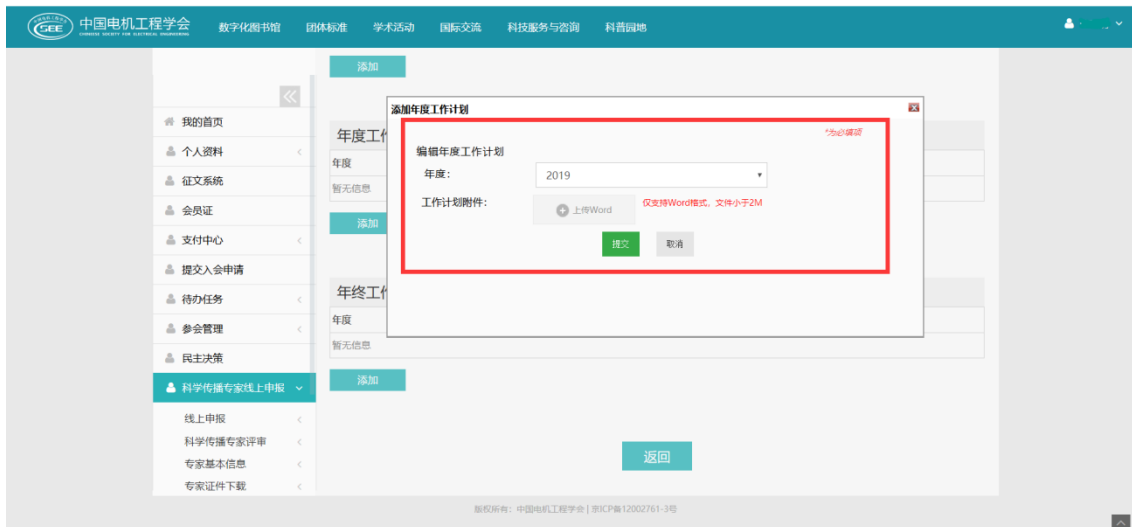 中国电机工程学会 数字化图书馆 团体标准 学术活动 国际交流 科技服务与咨询 科普园地
CSEE CHINESE SOCIETY FOR ELECTRICAL ENGINEERING
添加
我的首页
个人资料
征文系统
会员证
支付中心
提交入会申请
待办任务
参会管理
民主决策
科学传播专家线上申报
线上申报
科学传播专家评审
专家基本信息
专家证件下载
年度工作
年度
暂无信息
添加
添加年度工作计划
*为必填项
编辑年度工作计划
年度： 2019
工作计划附件： 上传Word 仅支持Word格式，文件小于2M
提交 取消
年终工作
年度
暂无信息
添加
返回
版权所有：中国电机工程学会 | 京ICP备12002761-3号